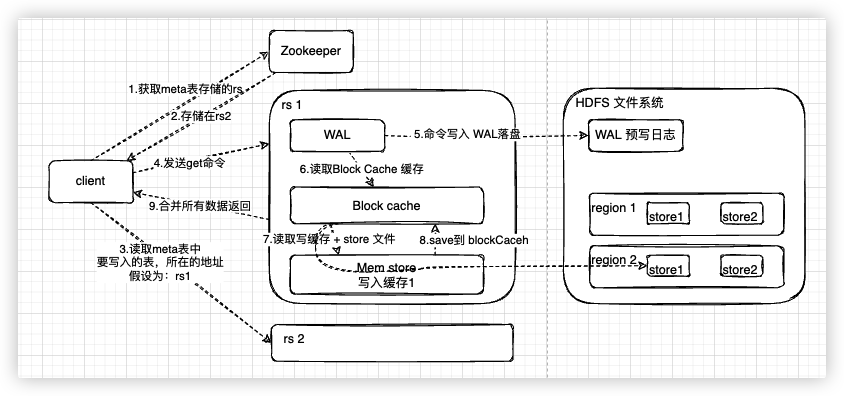 Zookeeper
1.获取meta表存储的rs
2.存储在rs2
rs 1
HDFS 文件系统
WAL
5.命令写入 WAL落盘
WAL 预写日志
4.发送get命令
6.读取Block Cache 缓存
client
Block cache
9.合并所有数据返回
region 1
store1
store2
7.读取写缓存 + store 文件
8.save到 blockCaceh
3.读取meta表中
要写入的表，所在的地址
假设为：rs1
Mem store
写入缓存1
region 2
store1
store2
rs 2